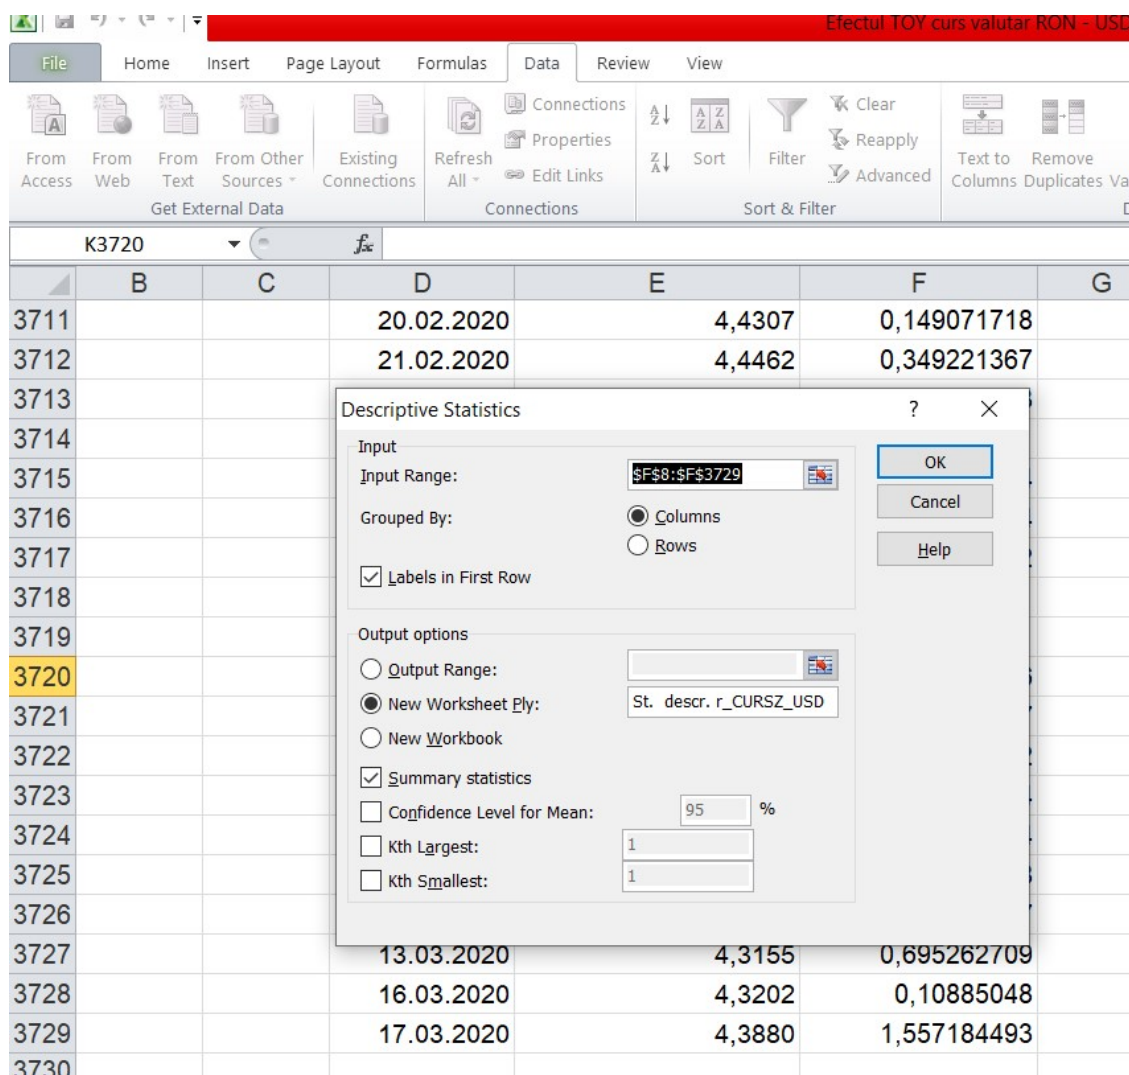 Efectul TOY curs valutar RON - USD
File Home Insert Page Layout Formulas Data Review View
From Access
From Web
From Text
From Other Sources
Existing Connections
Get External Data
Refresh All
Connections
Properties
Edit Links
Connections
Sort
Filter
Clear
Reapply
Advanced
Sort & Filter
Text to Columns
Remove Duplicates
K3720 fx
B C D E F G
3711 20.02.2020 4,4307 0,149071718
3712 21.02.2020 4,4462 0,349221367
3713
3714
3715
3716
3717
3718
3719
3720
3721
3722
3723
3724
3725
3726
3727 13.03.2020 4,3155 0,695262709
3728 16.03.2020 4,3202 0,10885048
3729 17.03.2020 4,3880 1,557184493
3730
Descriptive Statistics ?
Input
Input Range: $F$8:$F$3729
Grouped By: Columns
Rows
Labels in First Row
OK
Cancel
Help
Output options
Output Range:
New Worksheet Ply: St. descr. r_CURSZ_USD
New Workbook
Summary statistics
Confidence Level for Mean: 95 %
Kth Largest: 1
Kth Smallest: 1